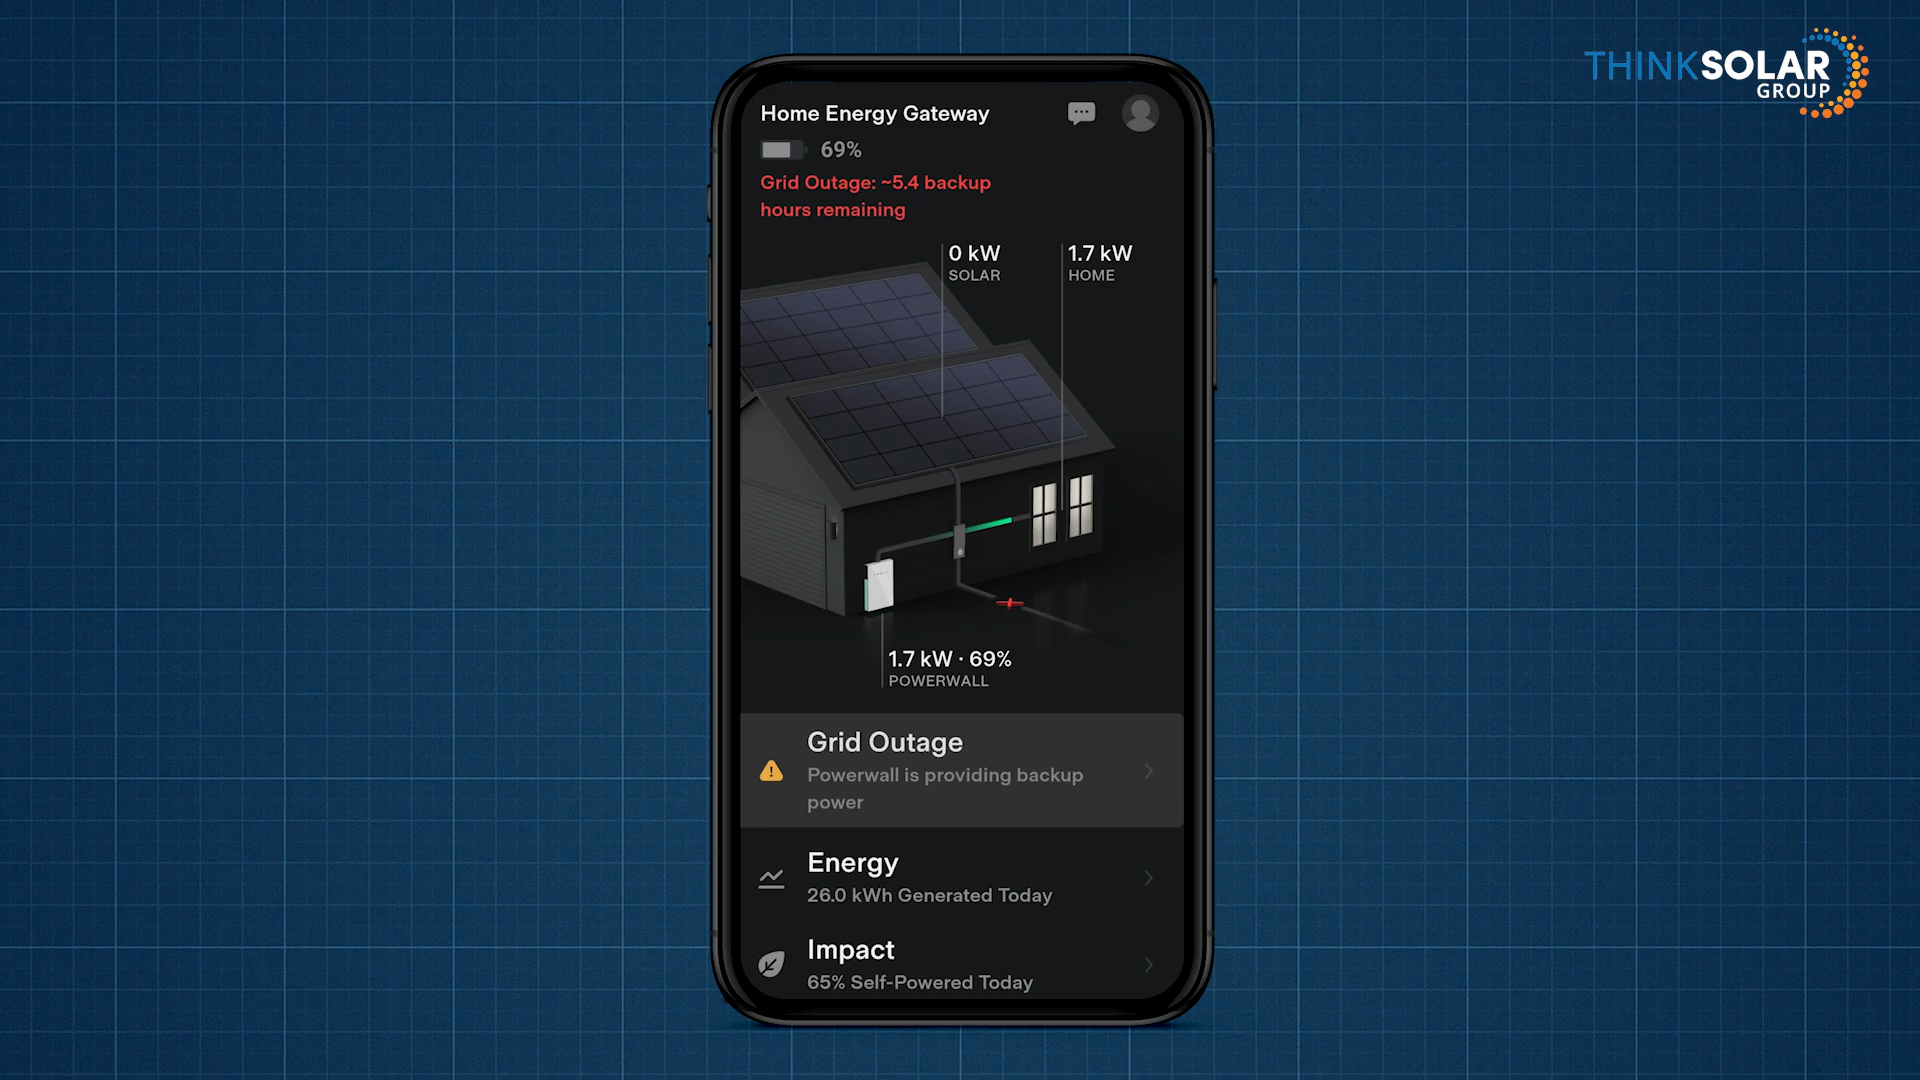 THINKSOLAR
GROUP
Home Energy Gateway
69%
Grid Outage: ~5.4 backup
hours remaining
0 kW
SOLAR
1.7 kW
HOME
1.7 kW · 69%
POWERWALL
Grid Outage
Powerwall is providing backup
power
Energy
26.0 kWh Generated Today
Impact
65% Self-Powered Today